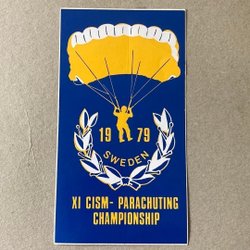 19 79
SWEDEN
XI CISM- PARACHUTING
CHAMPIONSHIP